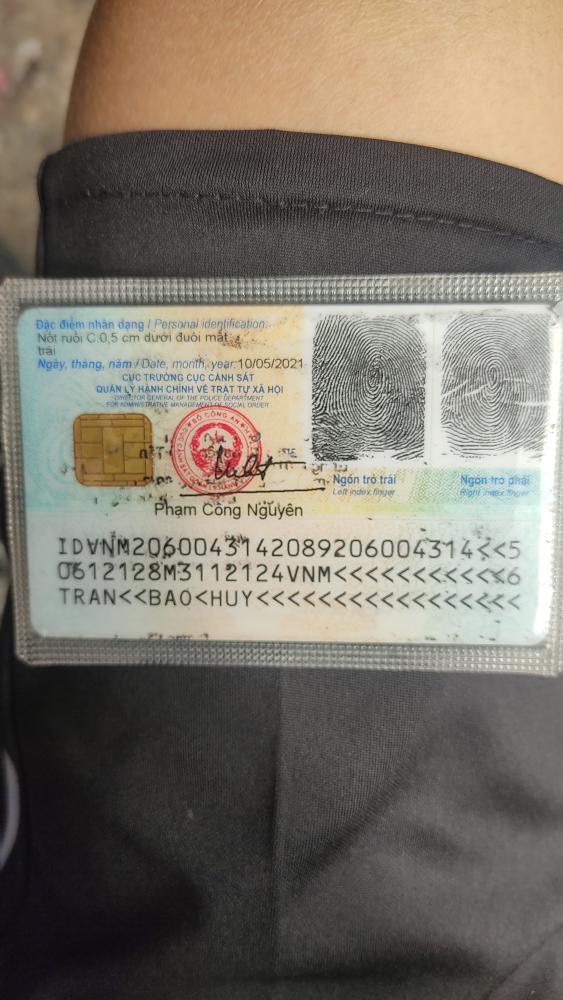 Đặc điểm nhân dạng / Personal identification:
Nốt ruồi C:0,5 cm dưới đuôi mắt
trái
Ngày, tháng, năm / Date, month, year: 10/05/2021
CỤC TRƯỞNG CỤC CẢNH SÁT
QUẢN LÝ HÀNH CHÍNH VỀ TRẬT TỰ XÃ HỘI
DIRECTOR GENERAL OF THE POLICE DEPARTMENT
FOR ADMINISTRATIVE MANAGEMENT OF SOCIAL ORDER
Ngón trỏ trái
Left index finger
Ngón trỏ phải
Right index finger
Phạm Công Nguyên
IDVNM2060043142089206004314<<5
0612128M3112124VNM<<<<<<<<<<<6
TRAN<<BAO<HUY<<<<<<<<<<<<<<<<<